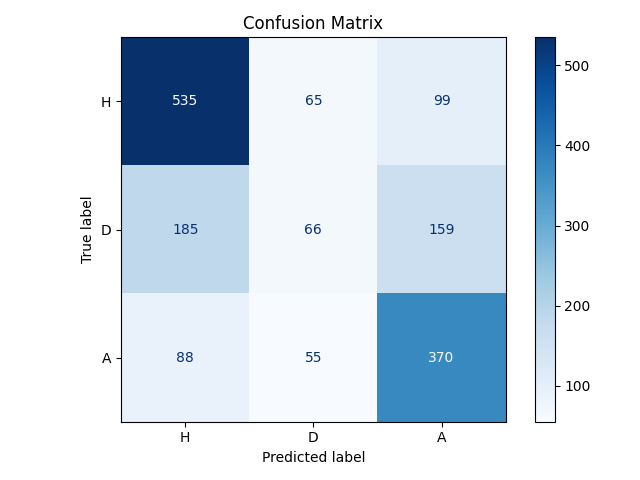 Confusion Matrix
H 535 65 99
D 185 66 159
A 88 55 370
H D A
Predicted label
True label
500
400
300
200
100